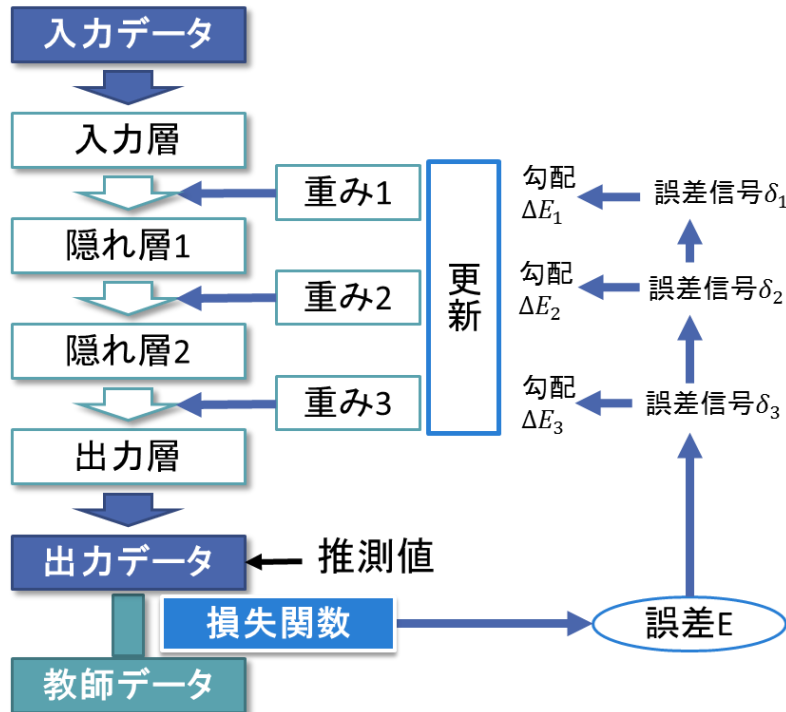 入力データ
入力層
重み1
更新
勾配
ΔE₁
誤差信号δ₁
隠れ層1
重み2
勾配
ΔE₂
誤差信号δ₂
隠れ層2
重み3
勾配
ΔE₃
誤差信号δ₃
出力層
出力データ
推測値
損失関数
誤差E
教師データ